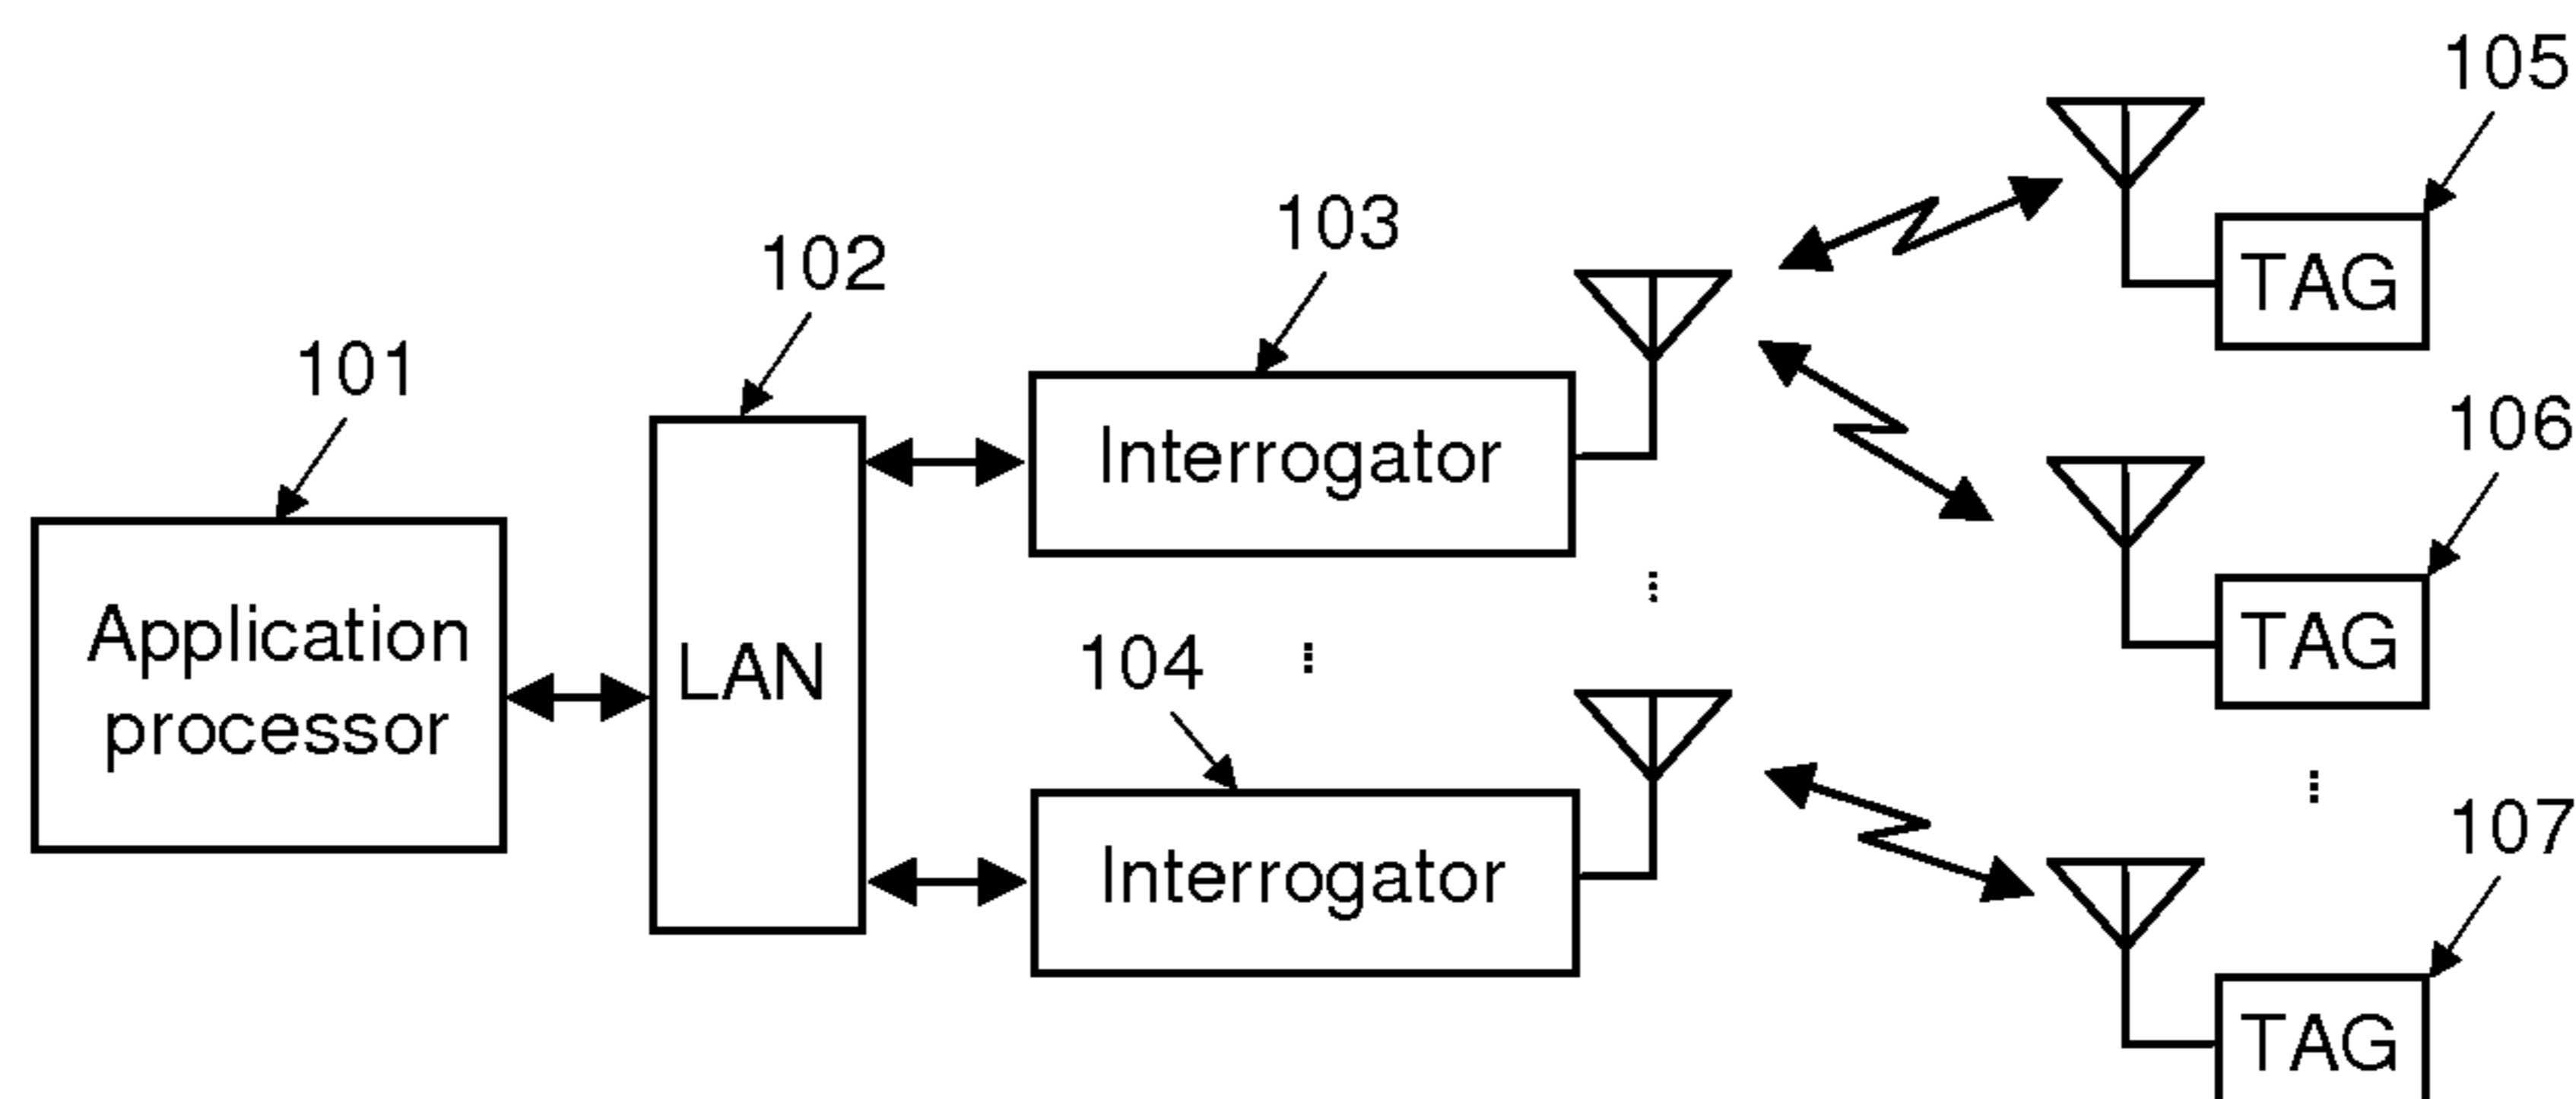 105
103
102
TAG
101
106
Interrogator
Application
processor
LAN
104
TAG
107
Interrogator
TAG